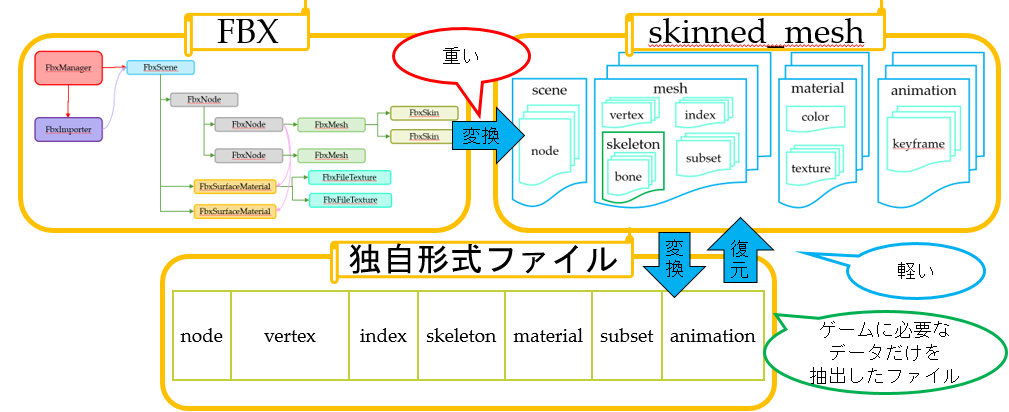 FBX
FbxManager
FbxScene
FbxImporter
FbxNode
FbxNode
FbxMesh
FbxSkin
FbxSkin
FbxNode
FbxMesh
FbxSurfaceMaterial
FbxFileTexture
FbxSurfaceMaterial
FbxFileTexture
重い
変換
skinned_mesh
scene
node
mesh
vertex
index
skeleton
bone
subset
material
color
texture
animation
keyframe
変
換
復
元
軽い
独自形式ファイル
node
vertex
index
skeleton
material
subset
animation
ゲームに必要な
データだけを
抽出したファイル